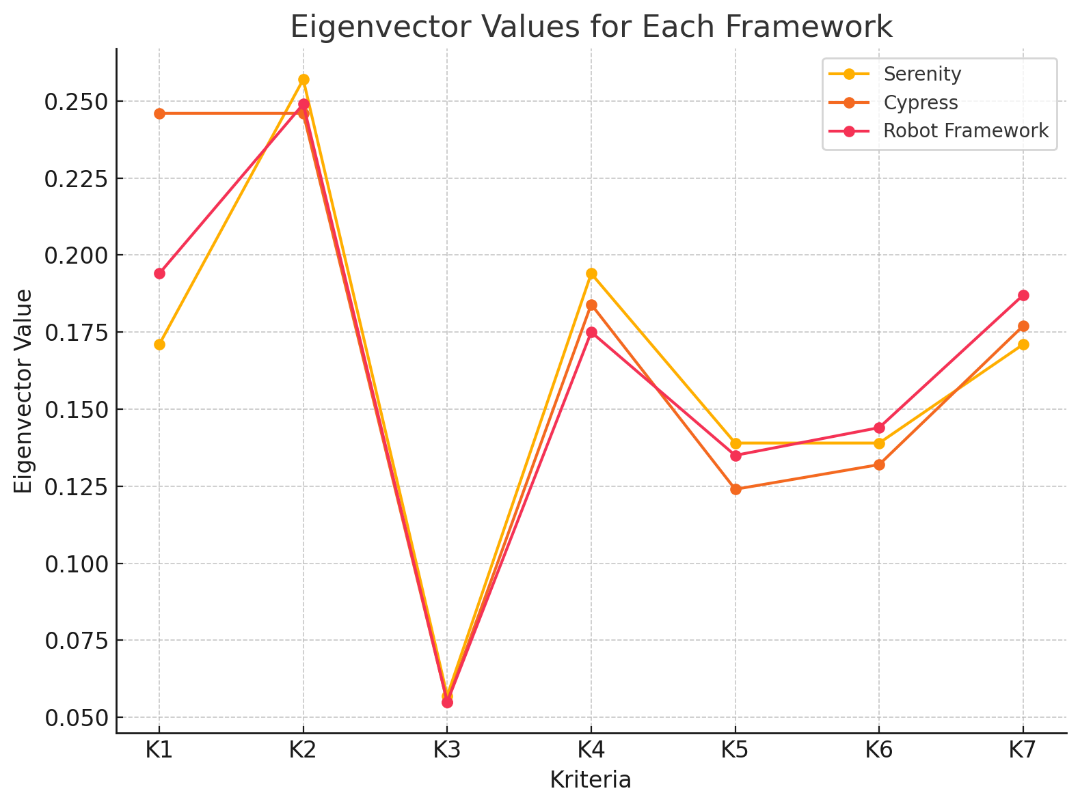 Eigenvector Values for Each Framework
Serenity
Cypress
Robot Framework
Eigenvector Value
0.250
0.225
0.200
0.175
0.150
0.125
0.100
0.075
0.050
K1 K2 K3 K4 K5 K6 K7
Kriteria